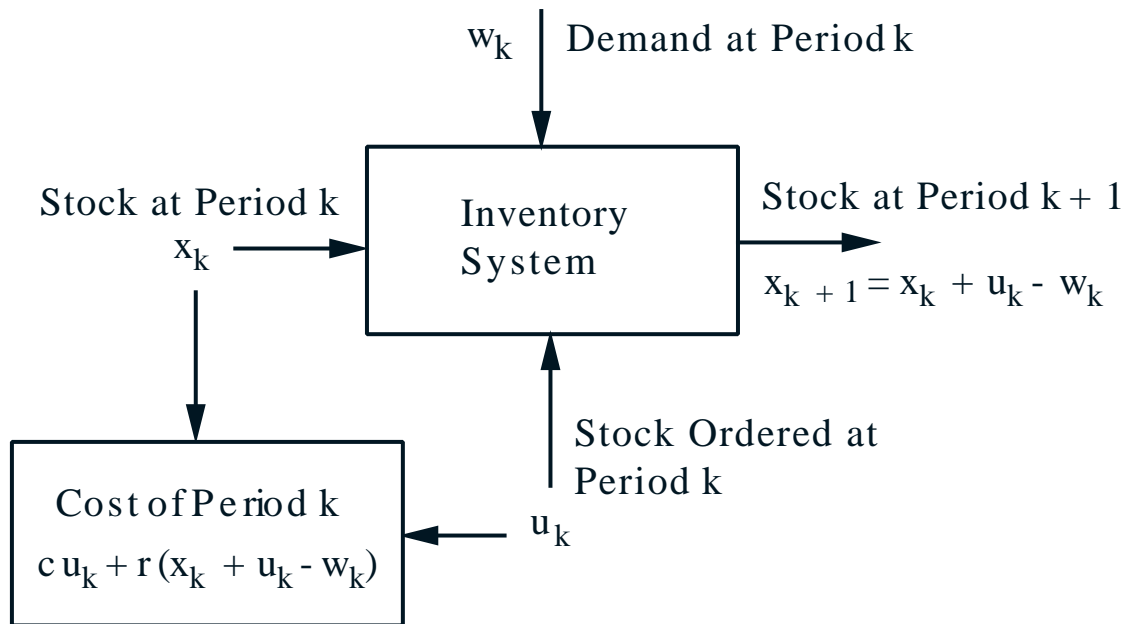 w_k Demand at Period k
Stock at Period k
x_k
Inventory
System
Stock at Period k + 1
x_{k + 1} = x_k + u_k - w_k
Stock Ordered at
Period k
u_k
Cost of Period k
c u_k + r (x_k + u_k - w_k)